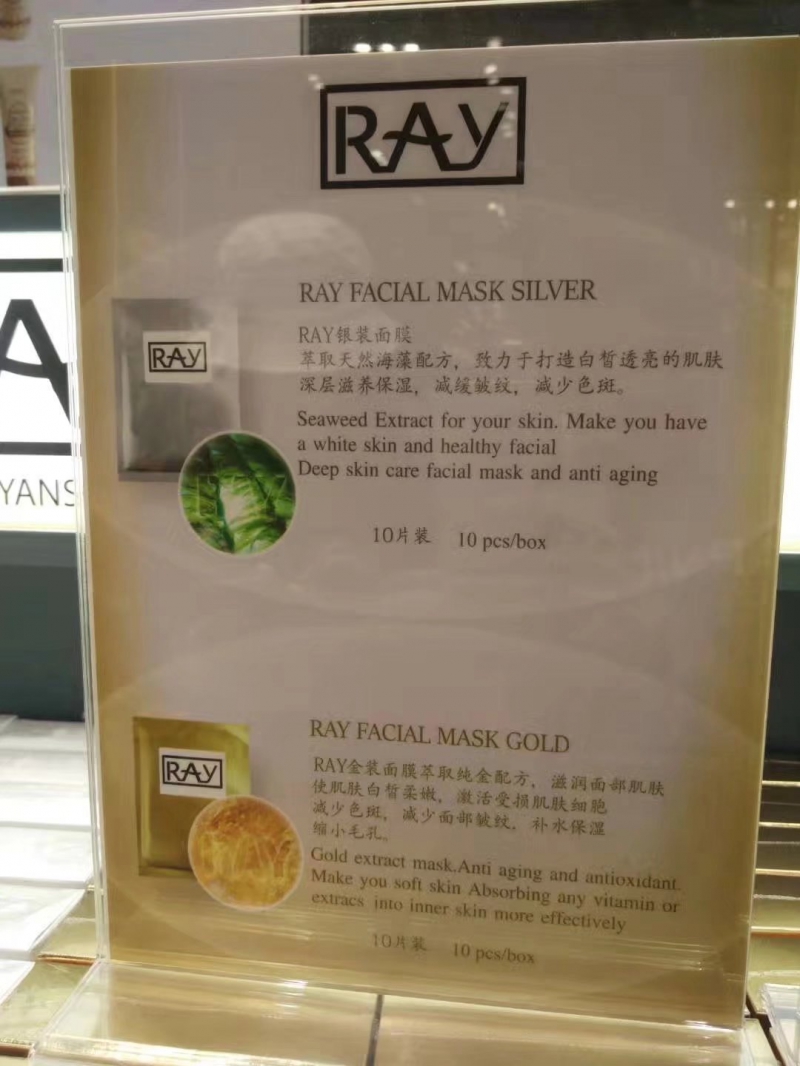 RAY
RAY FACIAL MASK SILVER
RAY银装面膜
萃取天然海藻配方，致力于打造白皙透亮的肌肤
深层滋养保湿，减缓皱纹，减少色斑。
RAY
Seaweed Extract for your skin. Make you have
a white skin and healthy facial
Deep skin care facial mask and anti aging
10片装 10 pcs/box
A
YANS
RAY FACIAL MASK GOLD
RAY金装面膜萃取纯金配方，滋润面部肌肤
使肌肤白皙柔嫩，激活受损肌肤细胞
减少色斑，减少面部皱纹，补水保湿
缩小毛孔。
RAY
Gold extract mask.Anti aging and antioxidant.
Make you soft skin Absorbing any vitamin or
extracs into inner skin more effectively
10片装 10 pcs/box